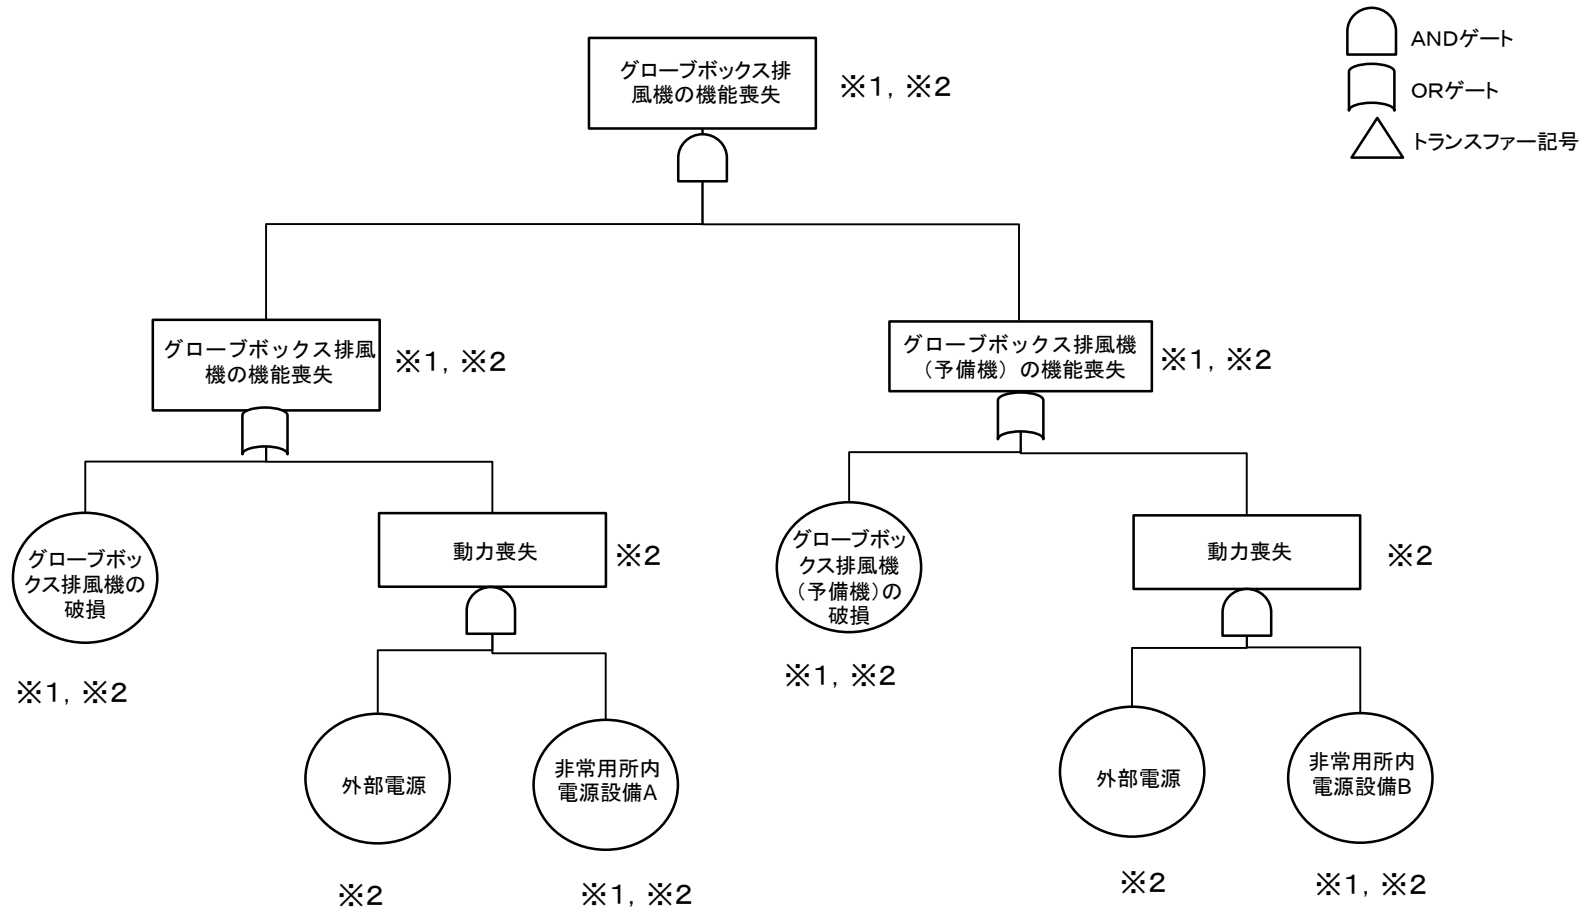 グローブボックス排
風機の機能喪失
※1，※2
ANDゲート
ORゲート
トランスファー記号
グローブボックス排風
機の機能喪失
※1，※2
グローブボックス排風機
（予備機）の機能喪失
※1，※2
グローブボッ
クス排風機の
破損
※1，※2
動力喪失
※2
グローブボッ
クス排風機
（予備機）の
破損
※1，※2
動力喪失
※2
外部電源
※2
非常用所内
電源設備A
※1，※2
外部電源
※2
非常用所内
電源設備B
※1，※2